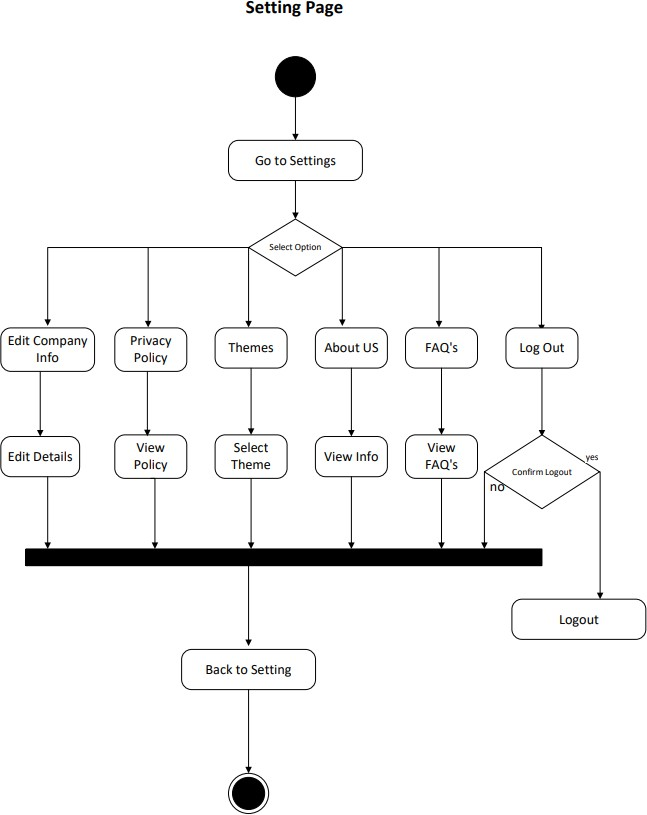 Setting Page
Go to Settings
Select Option
Edit Company
Info
Privacy
Policy
Themes
About US
FAQ's
Log Out
Edit Details
View
Policy
Select
Theme
View Info
View
FAQ's
Confirm Logout
yes
no
Logout
Back to Setting